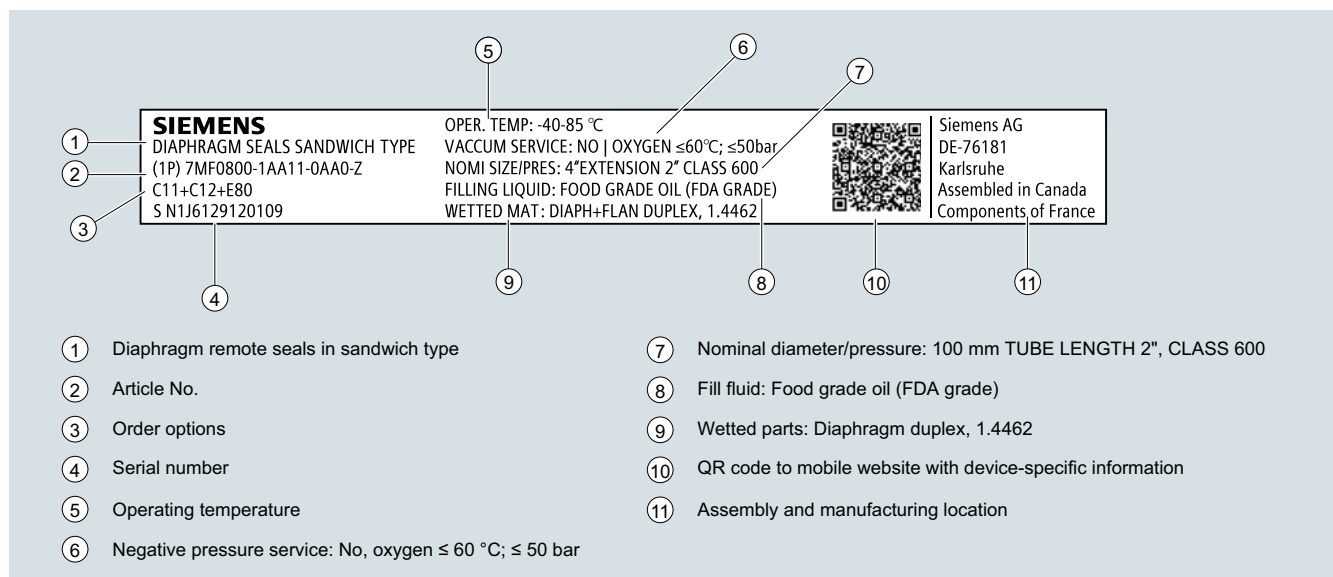 5
6
7
1
2
3
SIEMENS
DIAPHRAGM SEALS SANDWICH TYPE
(1P) 7MF0800-1AA11-0AA0-Z
C11+C12+E80
S N1J6129120109
OPER. TEMP: -40-85 ℃
VACCUM SERVICE: NO | OXYGEN ≤60℃; ≤50bar
NOMI SIZE/PRES: 4"EXTENSION 2" CLASS 600
FILLING LIQUID: FOOD GRADE OIL (FDA GRADE)
WETTED MAT: DIAPH+FLAN DUPLEX, 1.4462
Siemens AG
DE-76181
Karlsruhe
Assembled in Canada
Components of France
4
9
8
10
11
1 Diaphragm remote seals in sandwich type
2 Article No.
3 Order options
4 Serial number
5 Operating temperature
6 Negative pressure service: No, oxygen ≤ 60 °C; ≤ 50 bar
7 Nominal diameter/pressure: 100 mm TUBE LENGTH 2", CLASS 600
8 Fill fluid: Food grade oil (FDA grade)
9 Wetted parts: Diaphragm duplex, 1.4462
10 QR code to mobile website with device-specific information
11 Assembly and manufacturing location